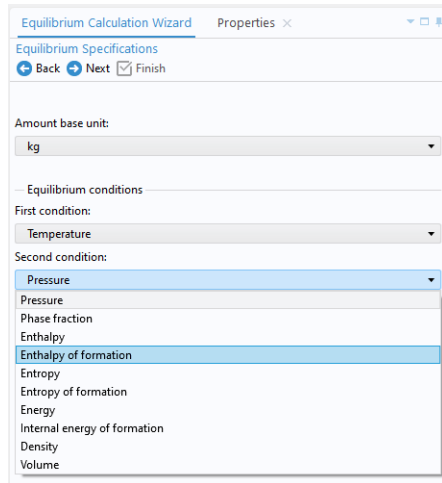 Equilibrium Calculation Wizard Properties
Equilibrium Specifications
Back Next Finish
Amount base unit:
kg
Equilibrium conditions
First condition:
Temperature
Second condition:
Pressure
Pressure
Phase fraction
Enthalpy
Enthalpy of formation
Entropy
Entropy of formation
Energy
Internal energy of formation
Density
Volume